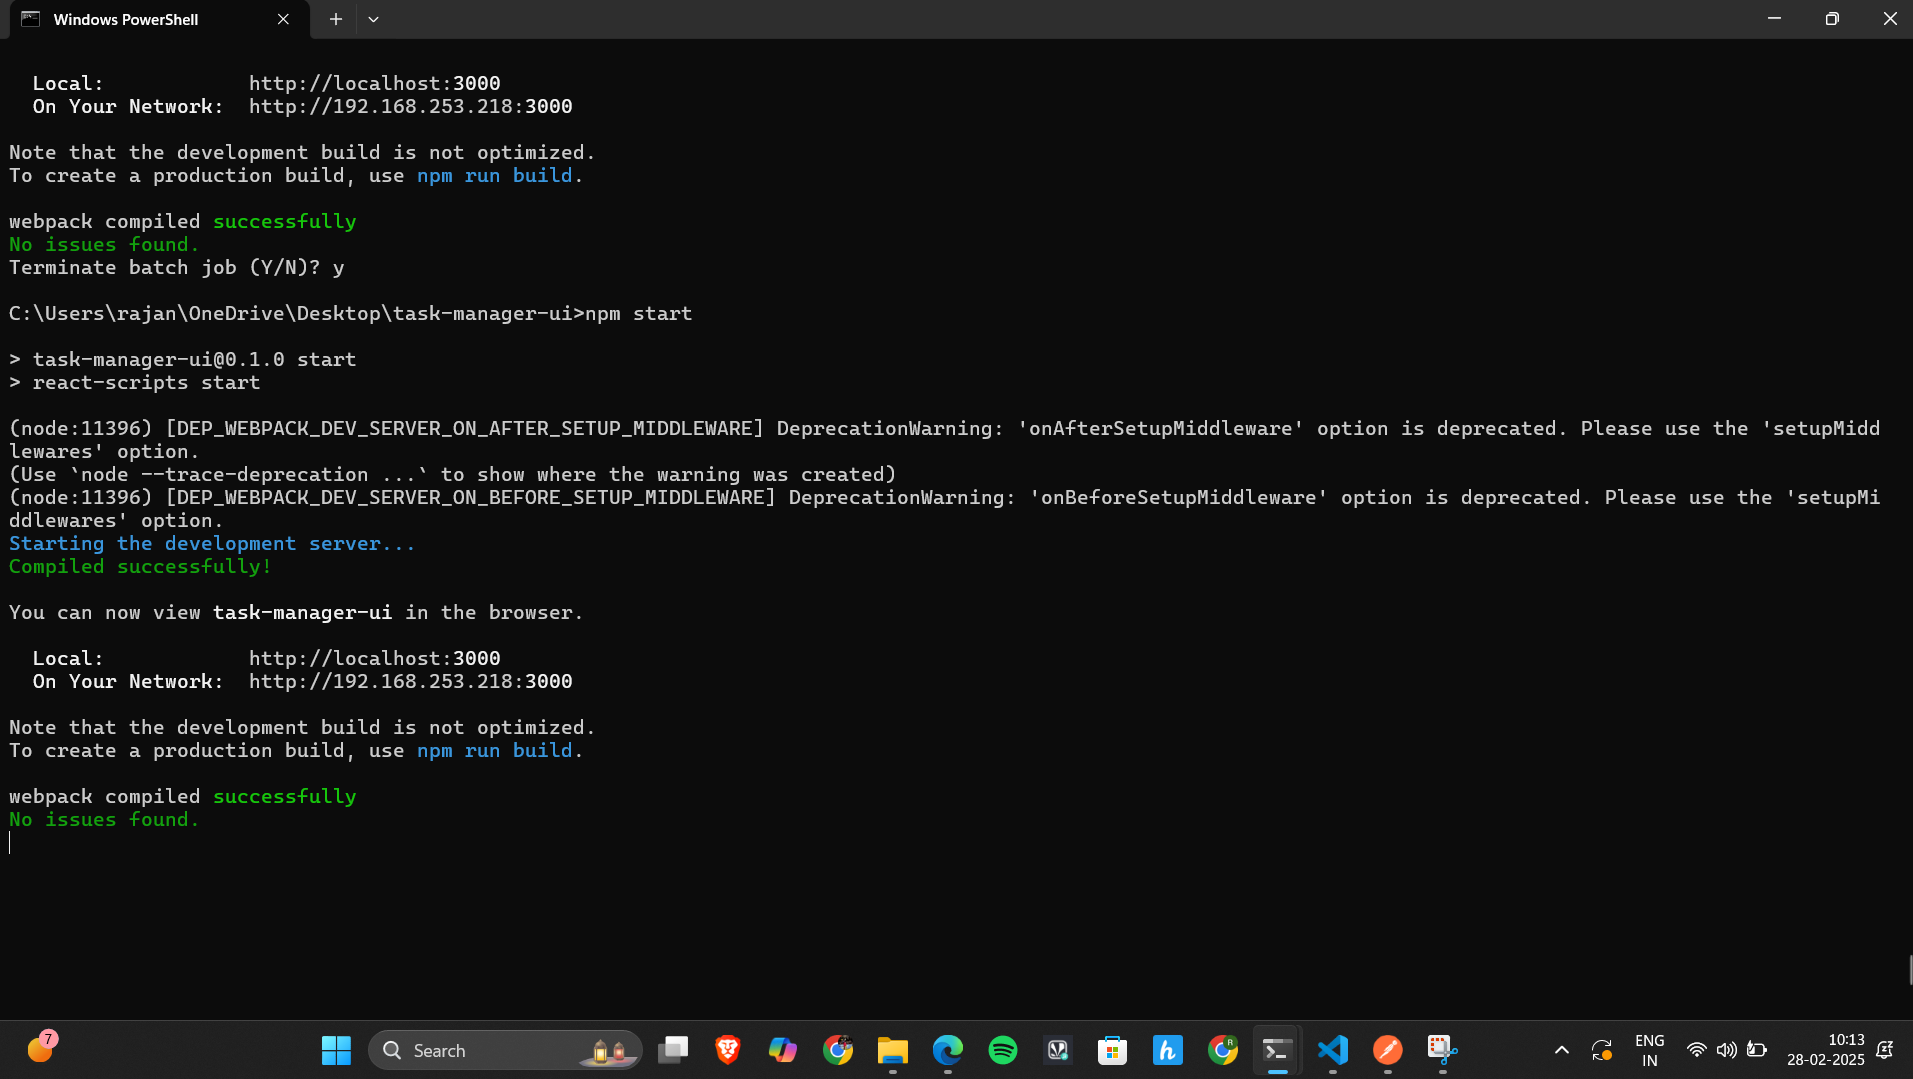 Windows PowerShell
Local: http://localhost:3000
On Your Network: http://192.168.253.218:3000
Note that the development build is not optimized.
To create a production build, use npm run build.
webpack compiled successfully
No issues found.
Terminate batch job (Y/N)? y
C:\Users\rajan\OneDrive\Desktop\task-manager-ui>npm start
> task-manager-ui@0.1.0 start
> react-scripts start
(node:11396) [DEP_WEBPACK_DEV_SERVER_ON_AFTER_SETUP_MIDDLEWARE] DeprecationWarning: 'onAfterSetupMiddleware' option is deprecated. Please use the 'setupMidd
lewares' option.
(Use `node --trace-deprecation ...` to show where the warning was created)
(node:11396) [DEP_WEBPACK_DEV_SERVER_ON_BEFORE_SETUP_MIDDLEWARE] DeprecationWarning: 'onBeforeSetupMiddleware' option is deprecated. Please use the 'setupMi
ddlewares' option.
Starting the development server...
Compiled successfully!
You can now view task-manager-ui in the browser.
Local: http://localhost:3000
On Your Network: http://192.168.253.218:3000
Note that the development build is not optimized.
To create a production build, use npm run build.
webpack compiled successfully
No issues found.
7
Search
h
R
ENG
IN
10:13
28-02-2025